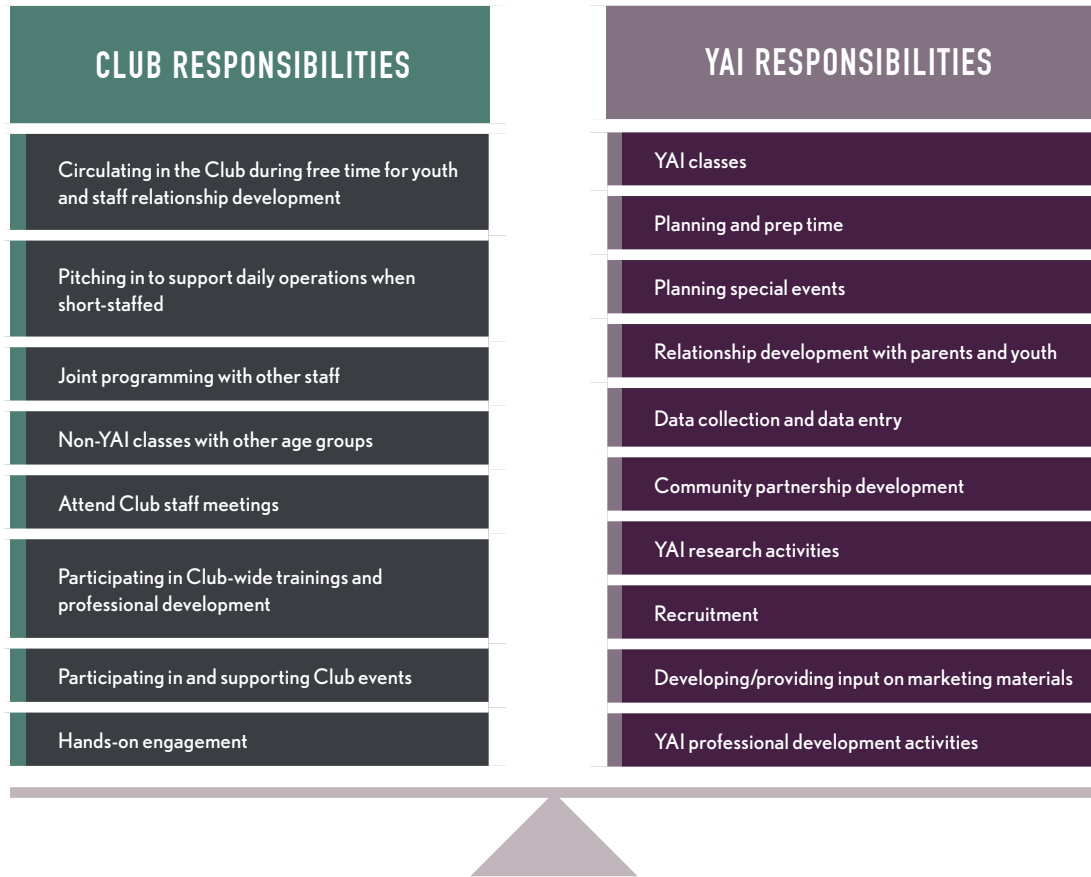 CLUB RESPONSIBILITIES
Circulating in the Club during free time for youth
and staff relationship development
Pitching in to support daily operations when
short-staffed
Joint programming with other staff
Non-YAI classes with other age groups
Attend Club staff meetings
Participating in Club-wide trainings and
professional development
Participating in and supporting Club events
Hands-on engagement
YAI RESPONSIBILITIES
YAI classes
Planning and prep time
Planning special events
Relationship development with parents and youth
Data collection and data entry
Community partnership development
YAI research activities
Recruitment
Developing/providing input on marketing materials
YAI professional development activities